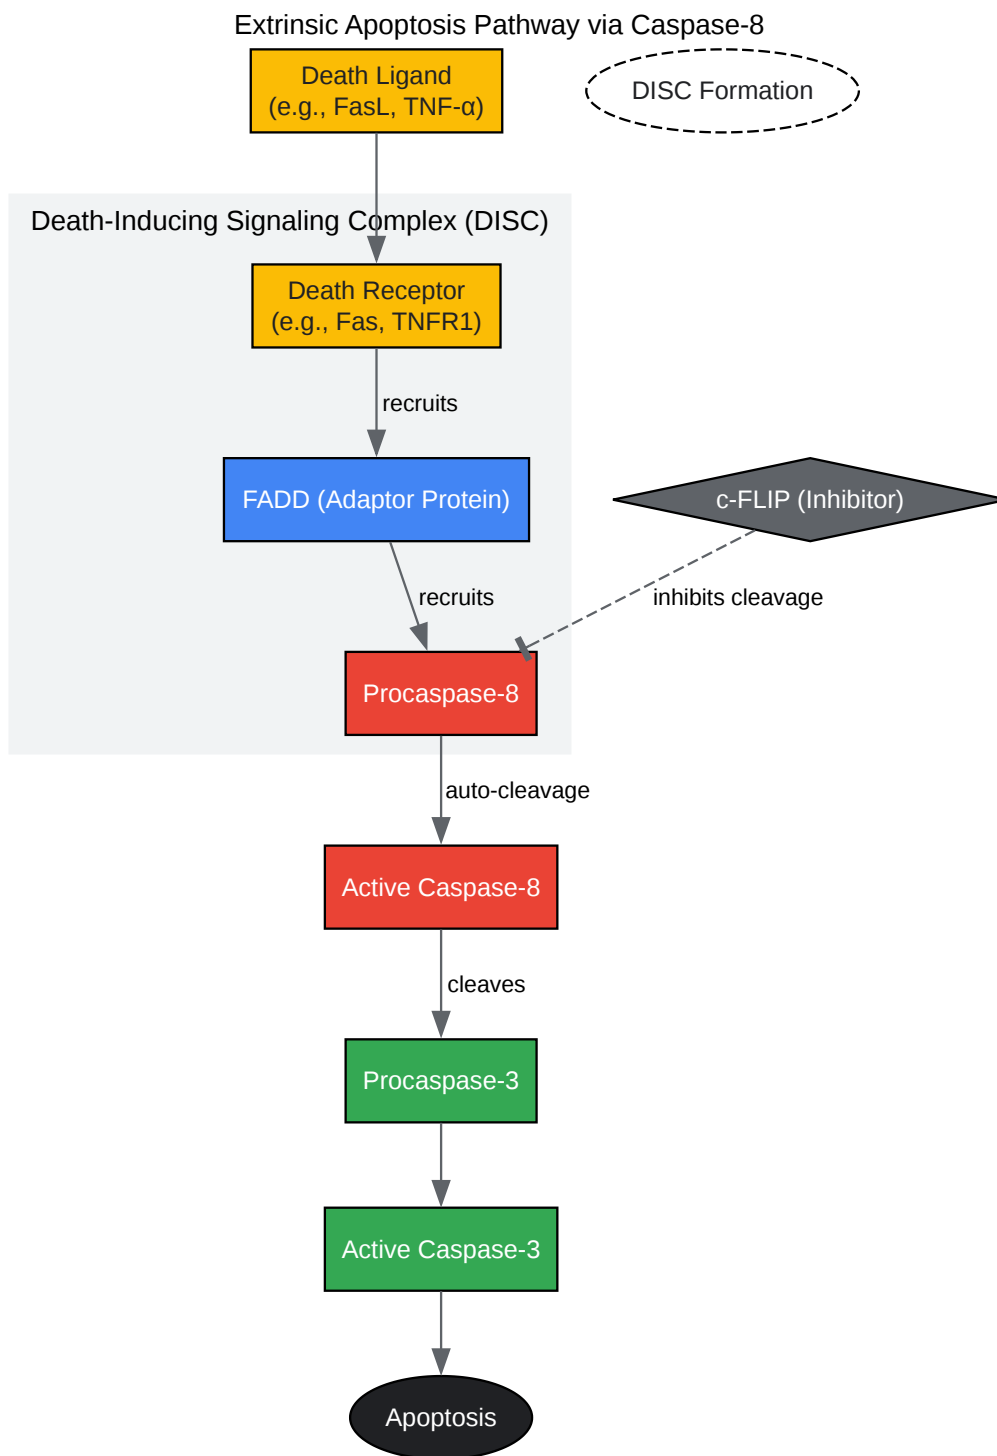 Extrinsic Apoptosis Pathway via Caspase-8
Death Ligand
(e.g., FasL, TNF-α)
DISC Formation
Death-Inducing Signaling Complex (DISC)
Death Receptor
(e.g., Fas, TNFR1)
recruits
FADD (Adaptor Protein)
c-FLIP (Inhibitor)
recruits
inhibits cleavage
Procaspase-8
auto-cleavage
Active Caspase-8
cleaves
Procaspase-3
Active Caspase-3
Apoptosis